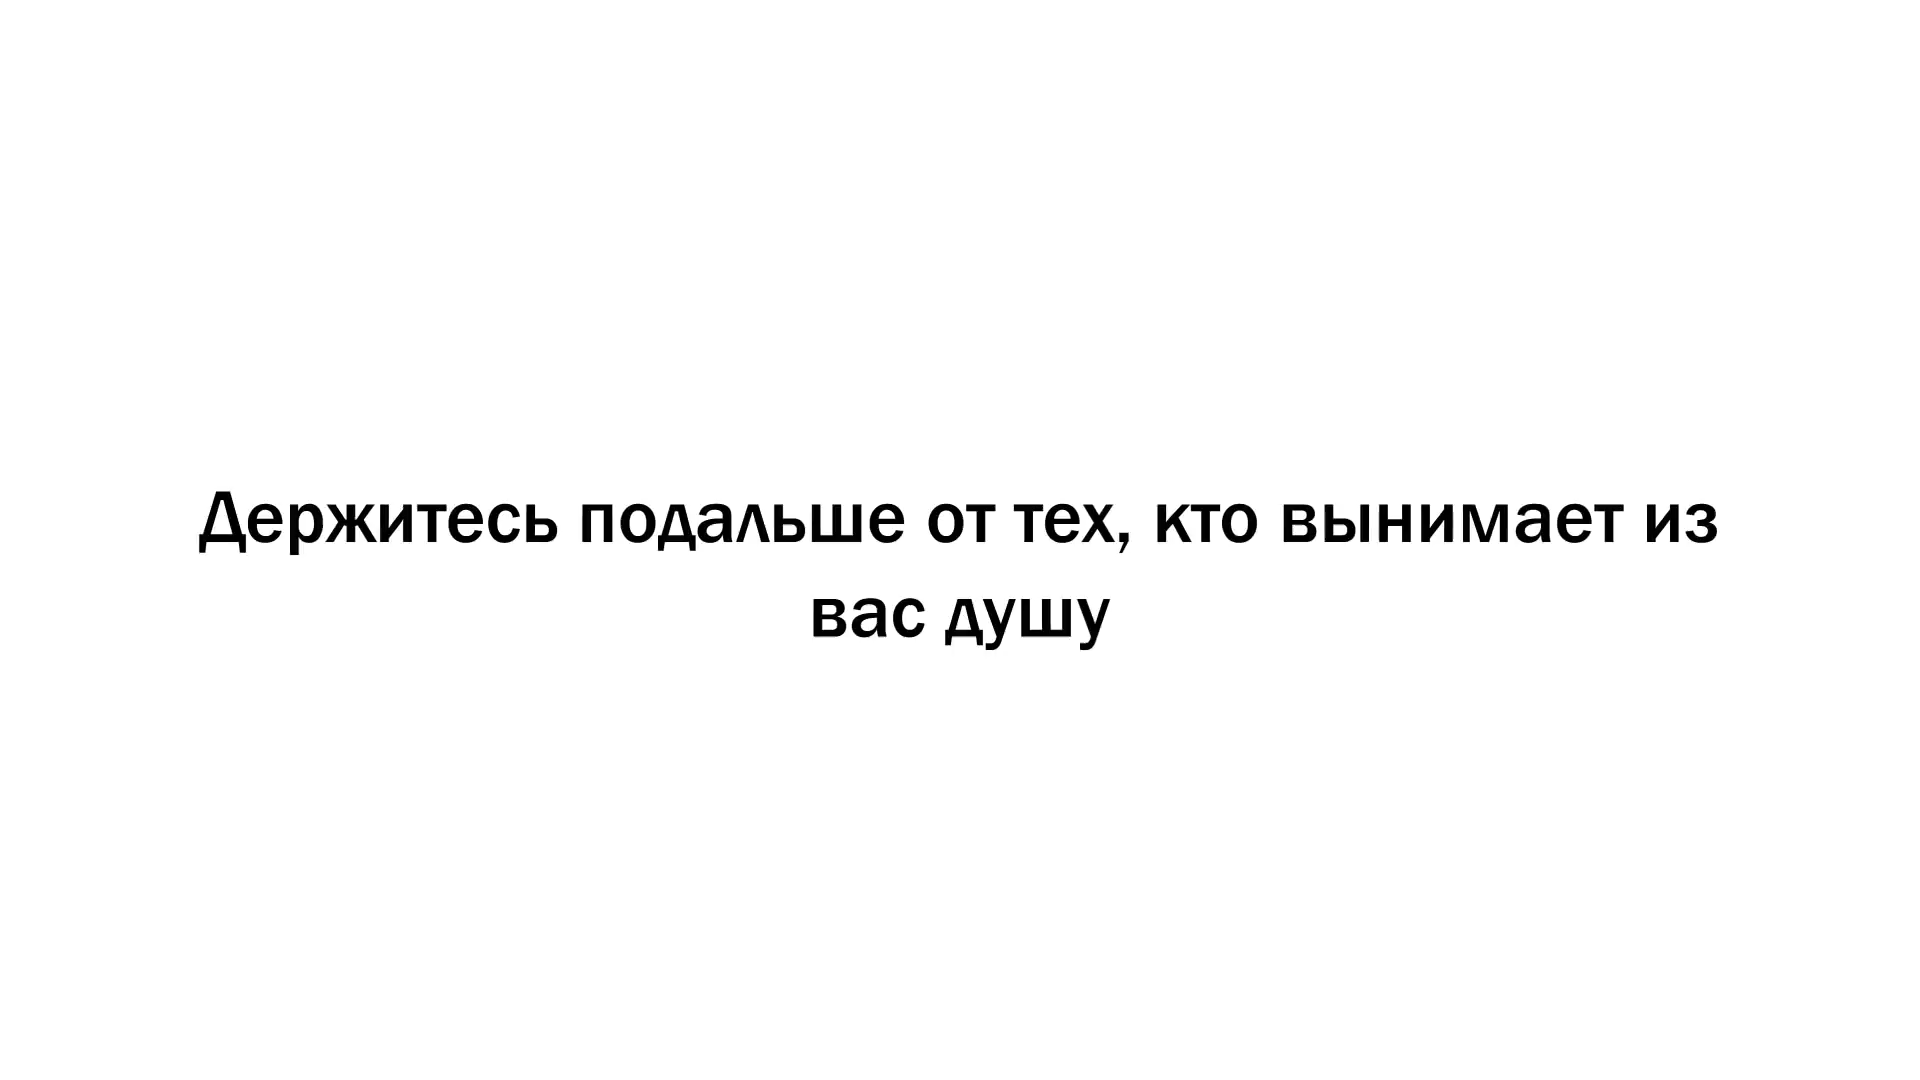 Держитесь подальше от тех, кто вынимает из
вас душу